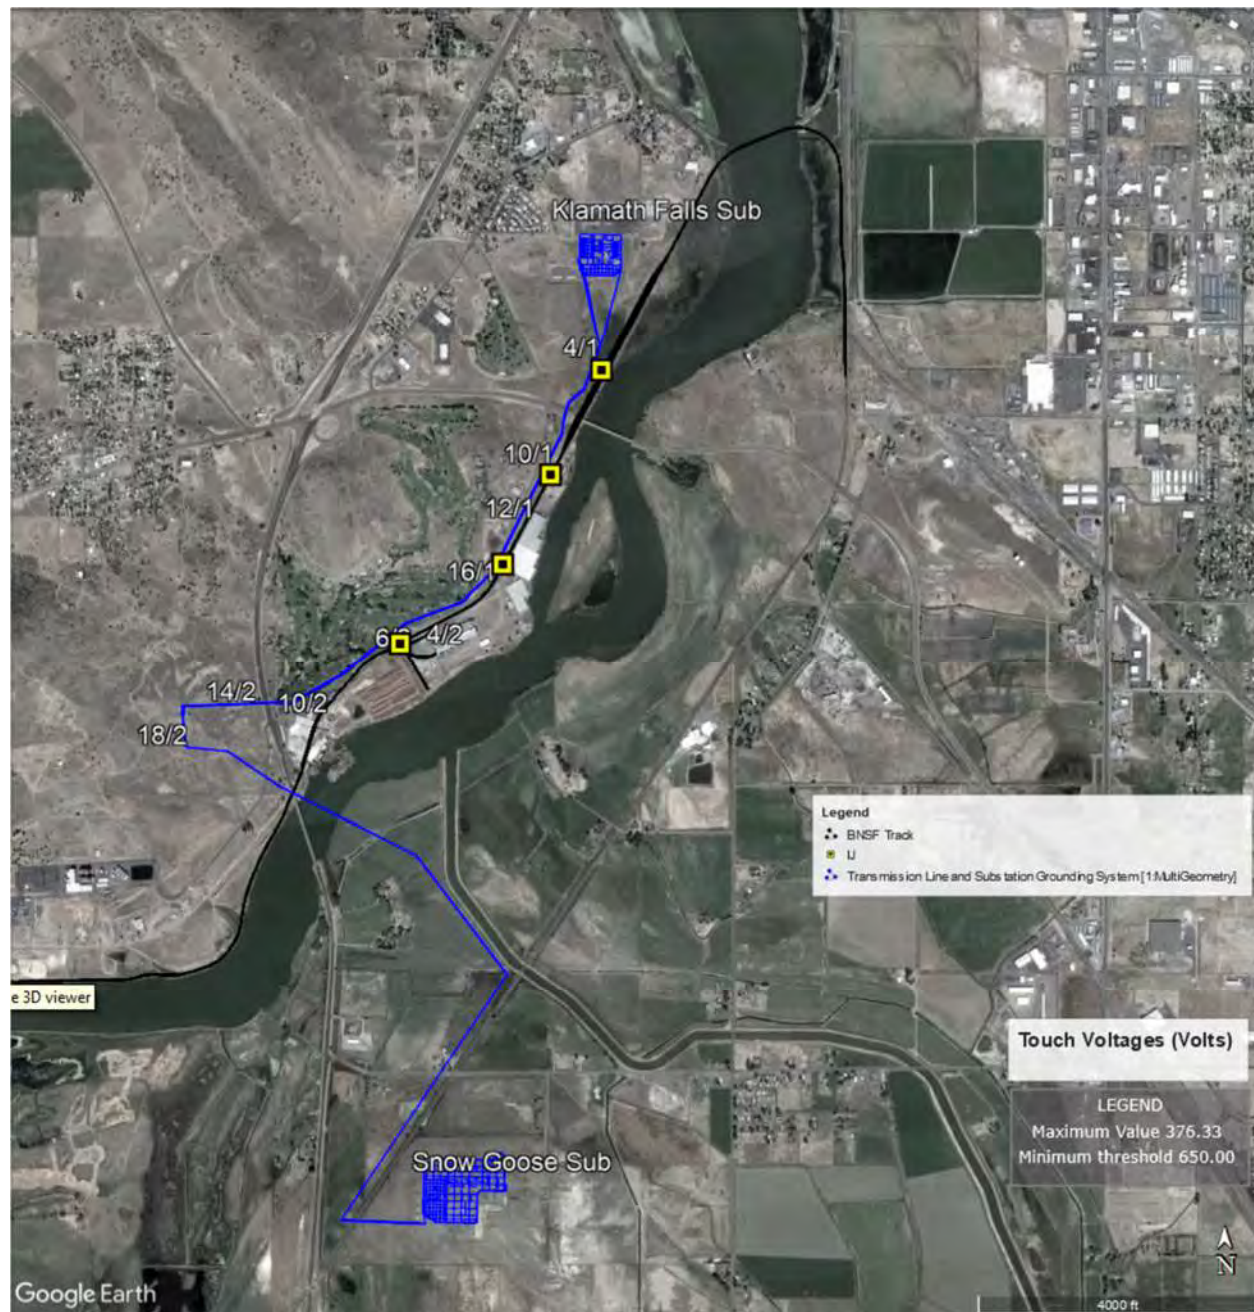 Klamath Falls Sub
4/1
10/1
12/1
16/1
4/2
14/2
10/2
18/2
Legend
BNSF Track
IJ
Transmission Line and Substation Grounding System [1:MultiGeometry]
e 3D viewer
Touch Voltages (Volts)
LEGEND
Maximum Value 376.33
Minimum threshold 650.00
Snow Goose Sub
N
Google Earth
4000 ft